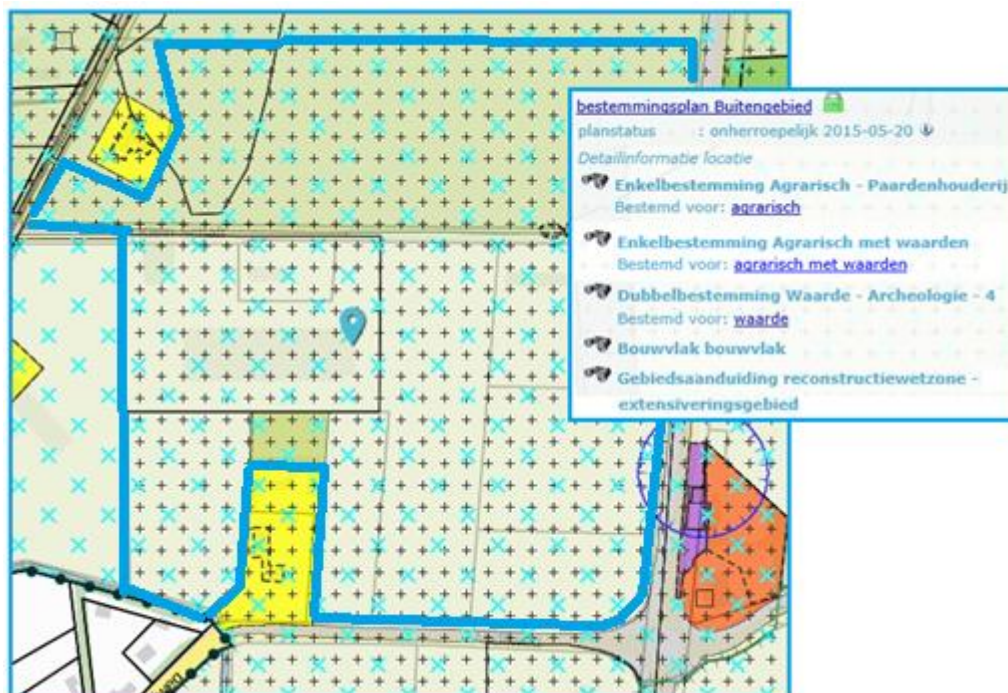 bestemmingsplan Buitengebied
planstatus : onherroepelijk 2015-05-20
Detailinformatie locatie
Enkelbestemming Agrarisch - Paardenhouderij
Bestemd voor: agrarisch
Enkelbestemming Agrarisch met waarden
Bestemd voor: agrarisch met waarden
Dubbelbestemming Waarde - Archeologie - 4
Bestemd voor: waarde
Bouwvlak bouwvlak
Gebiedsaanduiding reconstructiewetzone -
extensiveringsgebied